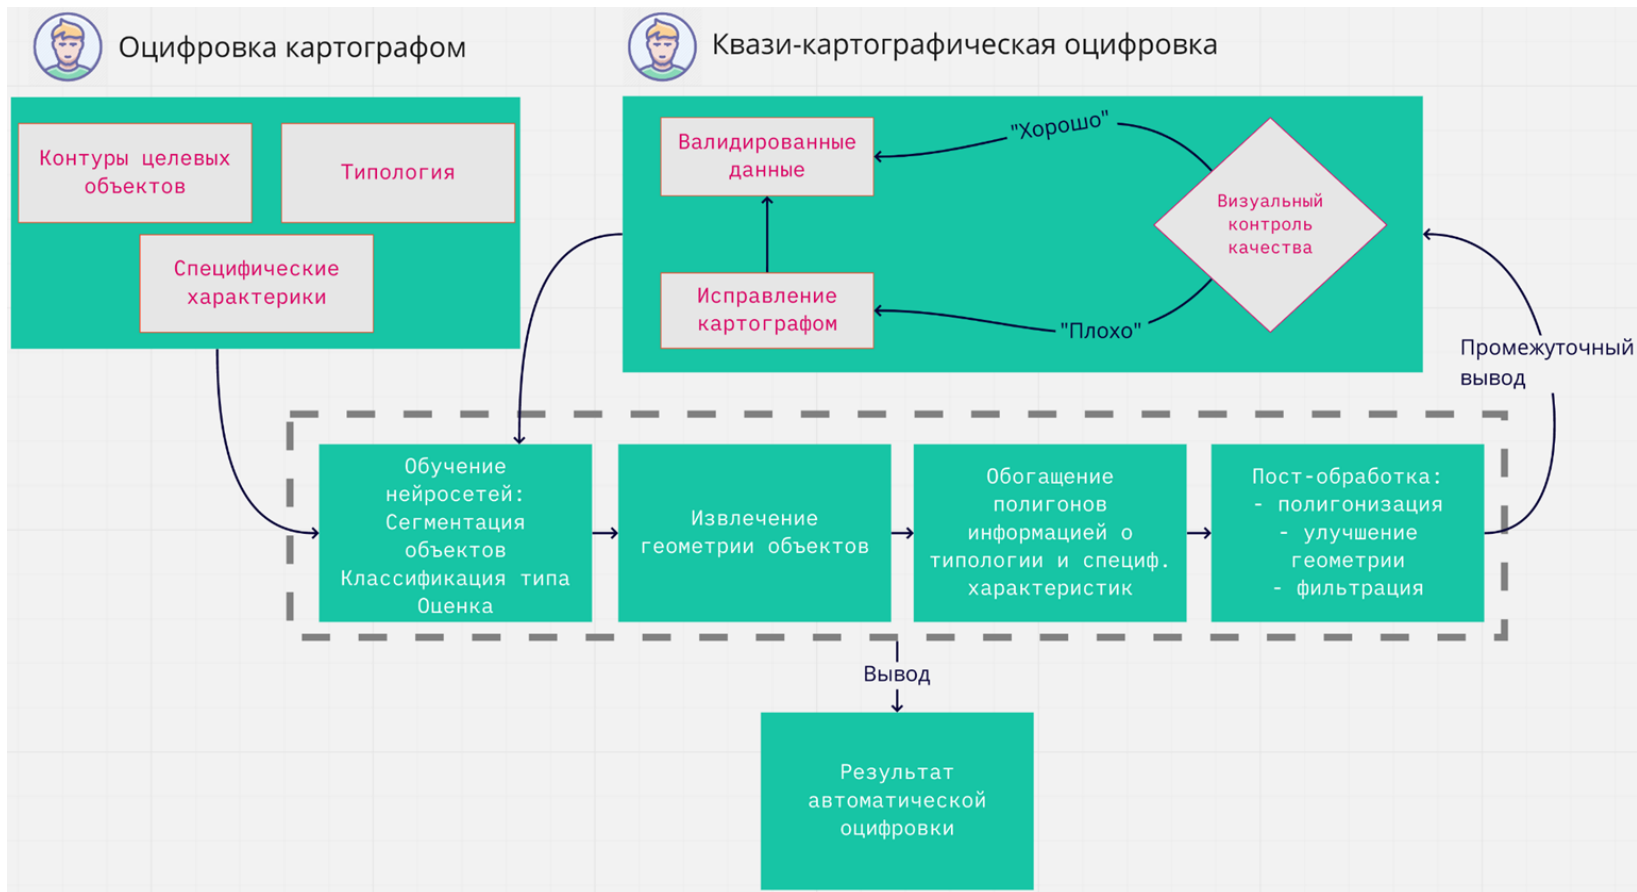 Оцифровка картографом
Контуры целевых
объектов
Типология
Специфические
характерики
Квази-картографическая оцифровка
Валидированные
данные
"Хорошо"
Визуальный
контроль
качества
Исправление
картографом
"Плохо"
Промежуточный
вывод
Обучение
нейросетей:
Сегментация
объектов
Классификация типа
Оценка
Извлечение
геометрии объектов
Обогащение
полигонов
информацией о
типологии и специф.
характеристик
Пост-обработка:
- полигонизация
- улучшение
геометрии
- фильтрация
Вывод
Результат
автоматической
оцифровки